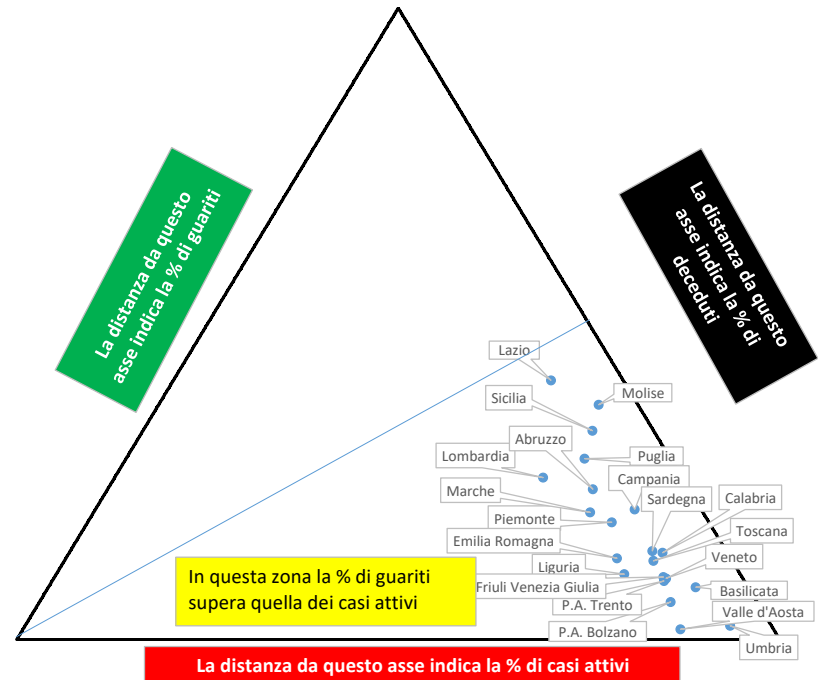 La distanza da questo
asse indica la % di guariti
La distanza da questo
asse indica la % di
deceduti
Lazio
Molise
Sicilia
Abruzzo
Lombardia
Puglia
Campania
Marche
Sardegna
Calabria
Piemonte
Toscana
Emilia Romagna
Veneto
Liguria
Friuli Venezia Giulia
Basilicata
P.A. Trento
Valle d'Aosta
P.A. Bolzano
Umbria
In questa zona la % di guariti
supera quella dei casi attivi
La distanza da questo asse indica la % di casi attivi